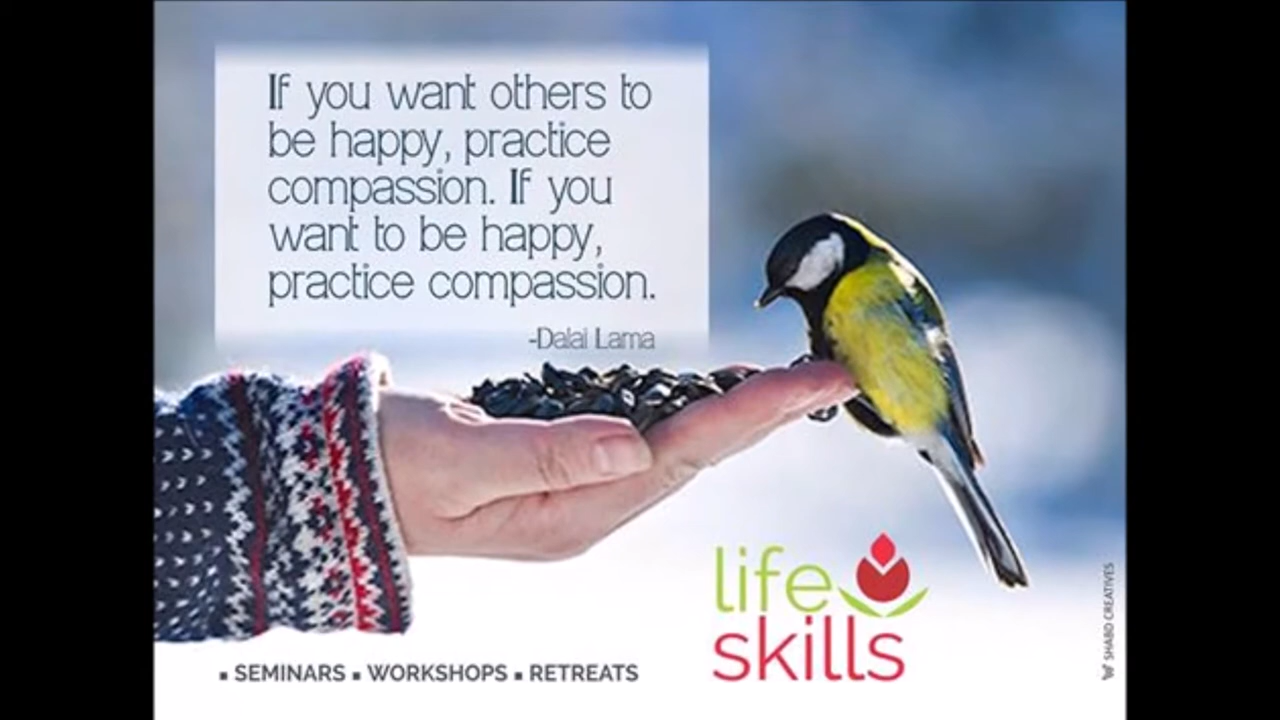 If you want others to
be happy, practice
compassion. If you
want to be happy,
practice compassion.
-Dalai Lama
life
skills
▪ SEMINARS ▪ WORKSHOPS ▪ RETREATS
SHABD CREATIVES